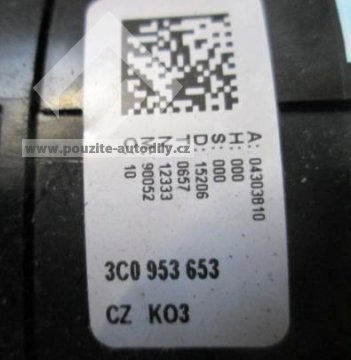 A: 04303810
H: 000
S: 000
D: 15206
T: 0657
N: 12333
M: 90052
C: 10
www.pouzite-autodily.cz
3C0 953 653
CZ KO3